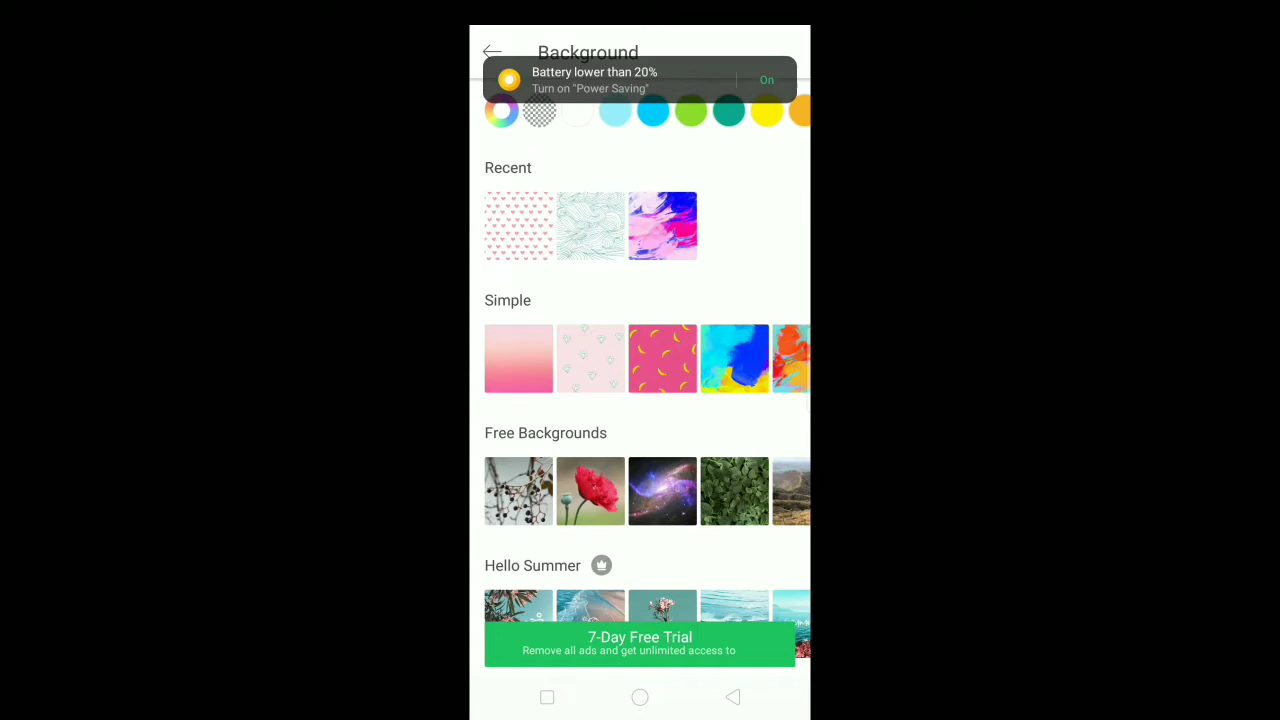 Background
Battery lower than 20%
Turn on "Power Saving"
On
Recent
Simple
Free Backgrounds
Hello Summer
7-Day Free Trial
Remove all ads and get unlimited access to